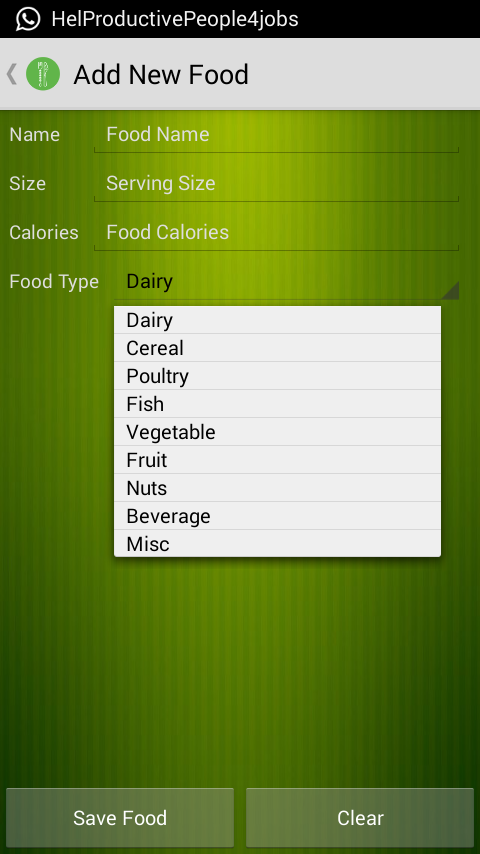 HelProductivePeople4jobs
Add New Food
Name Food Name
Size Serving Size
Calories Food Calories
Food Type Dairy
Dairy
Cereal
Poultry
Fish
Vegetable
Fruit
Nuts
Beverage
Misc
Save Food Clear